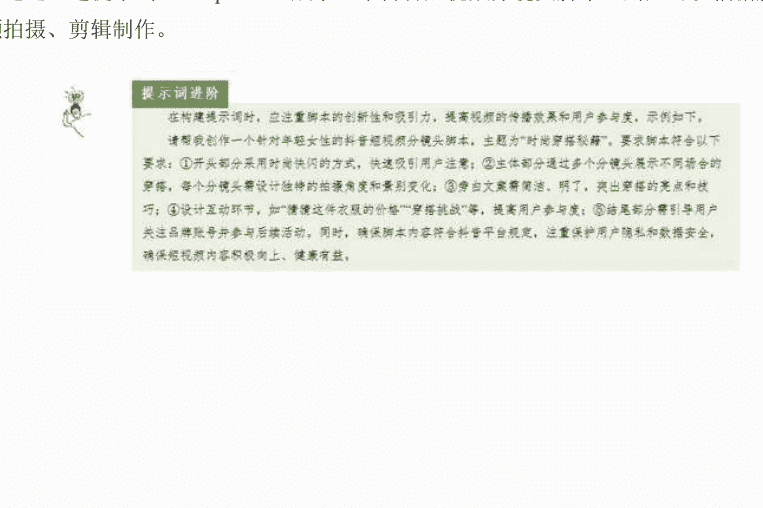 拍摄、剪辑制作。
提示词进阶
在构建提示词时，应注重脚本的创新性和吸引力，提高视频的传播效果和用户参与度，示例如下。
请帮我创作一个针对年轻女性的抖音短视频分镜头脚本，主题为“时尚穿搭秘籍”。要求脚本符合以下
要求：①开头部分采用时尚快闪的方式，快速吸引用户注意；②主体部分通过多个分镜头展示不同场合的
穿搭，每个分镜头需设计独特的拍摄角度和景别变化；③旁白文案需简洁、明了，突出穿搭的亮点和技
巧；④设计互动环节，如“猜猜这件衣服的价格”“穿搭挑战”等，提高用户参与度；⑤结尾部分需引导用户
关注品牌账号并参与后续活动。同时，确保脚本内容符合抖音平台规定，注重保护用户隐私和数据安全，
确保短视频内容积极向上、健康有益。